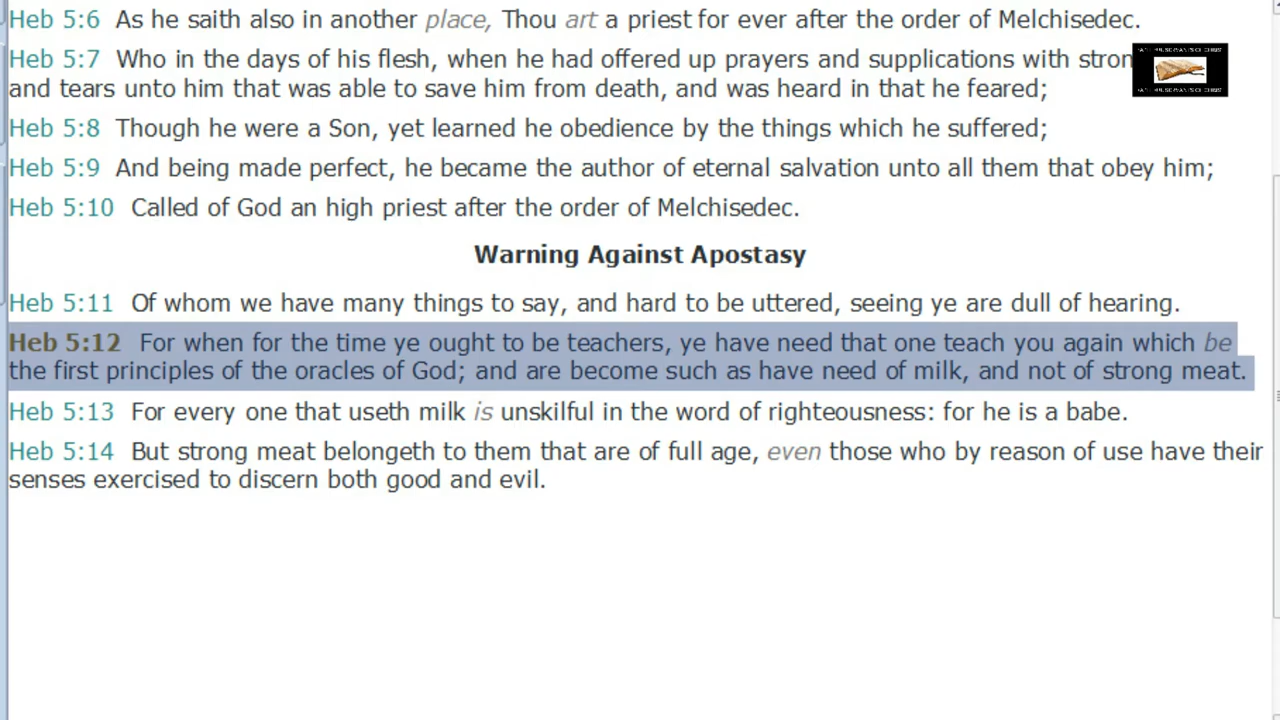 Heb 5:6 As he saith also in another place, Thou art a priest for ever after the order of Melchisedec.
Heb 5:7 Who in the days of his flesh, when he had offered up prayers and supplications with
and tears unto him that was able to save him from death, and was heard in that he feared;
Heb 5:8 Though he were a Son, yet learned he obedience by the things which he suffered;
Heb 5:9 And being made perfect, he became the author of eternal salvation unto all them that obey him;
Heb 5:10 Called of God an high priest after the order of Melchisedec.
Warning Against Apostasy
Heb 5:11 Of whom we have many things to say, and hard to be uttered, seeing ye are dull of hearing.
Heb 5:12 For when for the time ye ought to be teachers, ye have need that one teach you again which be
the first principles of the oracles of God; and are become such as have need of milk, and not of strong meat.
Heb 5:13 For every one that useth milk is unskilful in the word of righteousness: for he is a babe.
Heb 5:14 But strong meat belongeth to them that are of full age, even those who by reason of use have their
senses exercised to discern both good and evil.